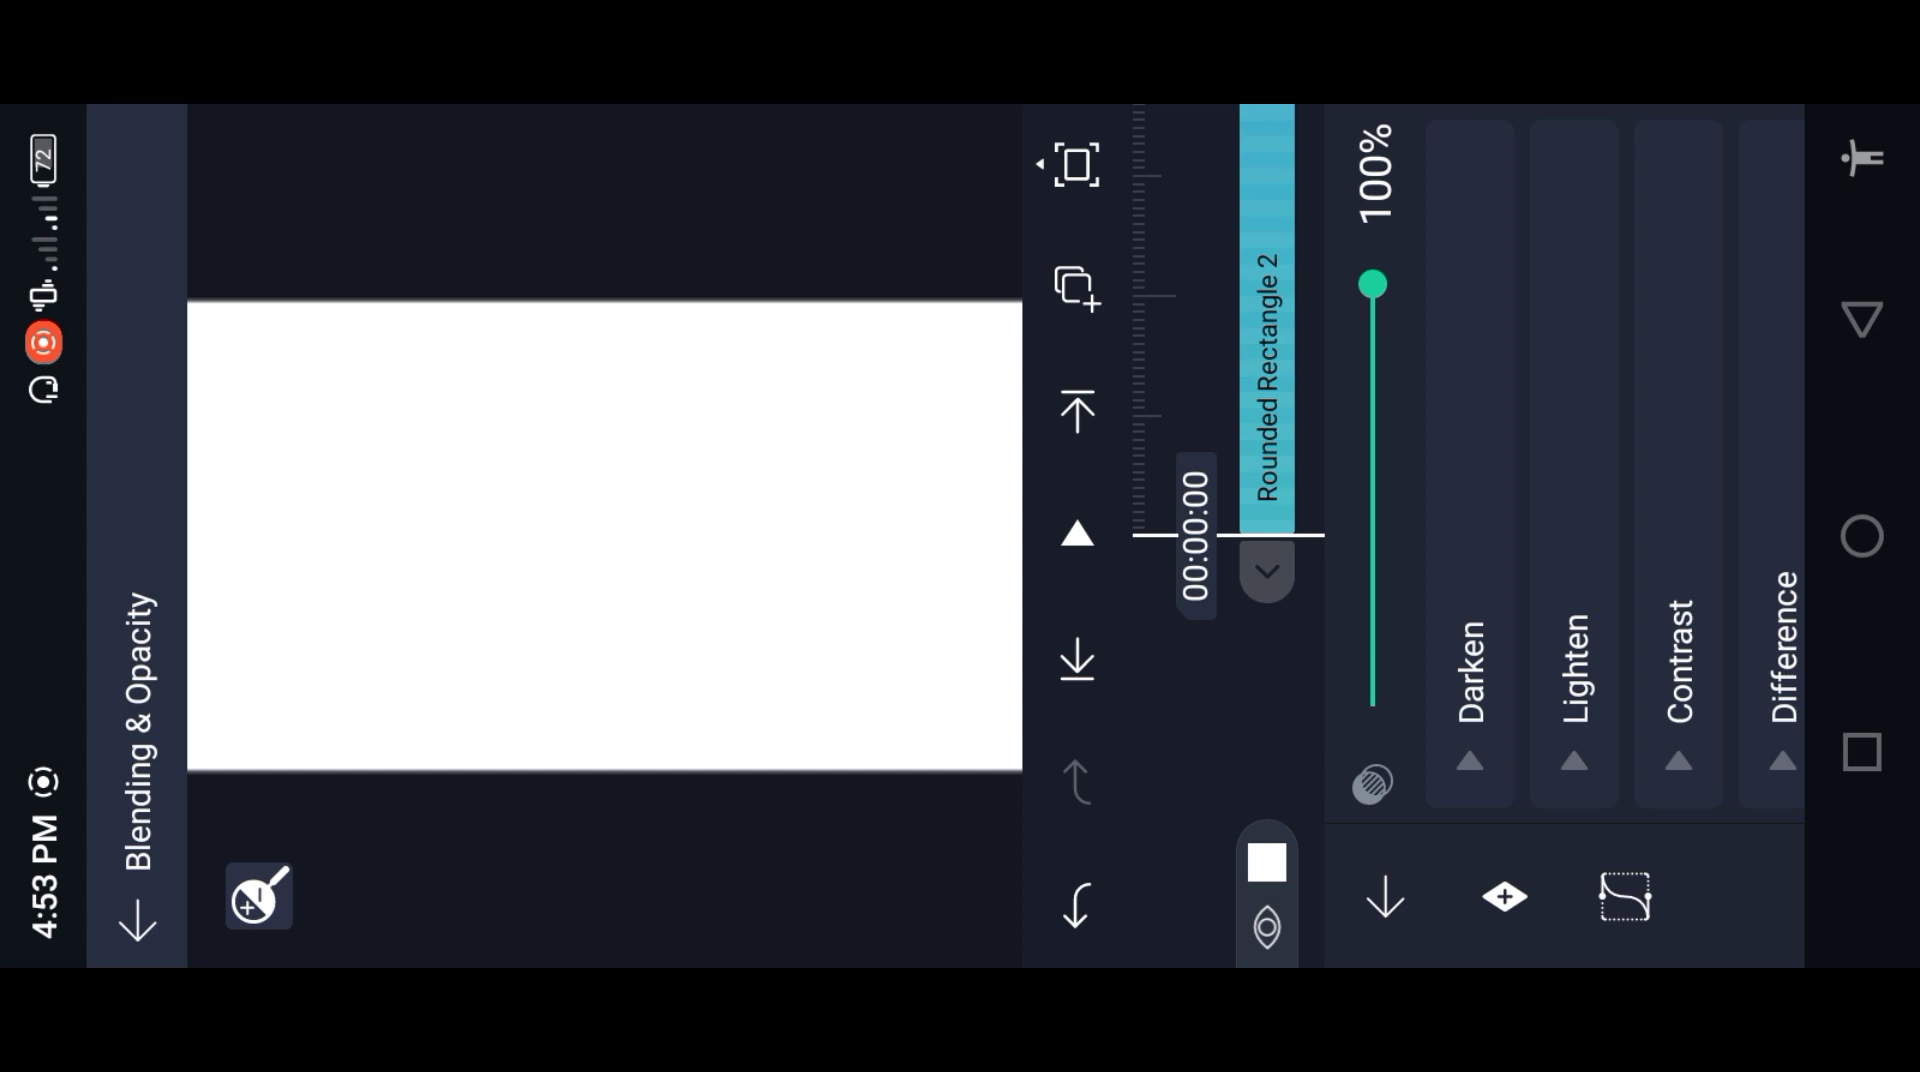 4:53 PM
72
Blending & Opacity
00:00:00
Rounded Rectangle 2
100%
Darken
Lighten
Contrast
Difference